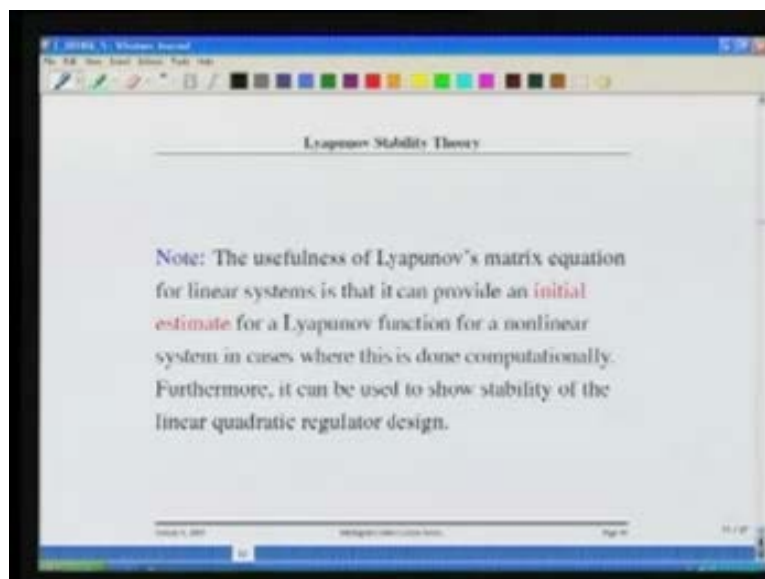 Windows Journal
Lyapunov Stability Theory
Note: The usefulness of Lyapunov's matrix equation
for linear systems is that it can provide an initial
estimate for a Lyapunov function for a nonlinear
system in cases where this is done computationally.
Furthermore, it can be used to show stability of the
linear quadratic regulator design.